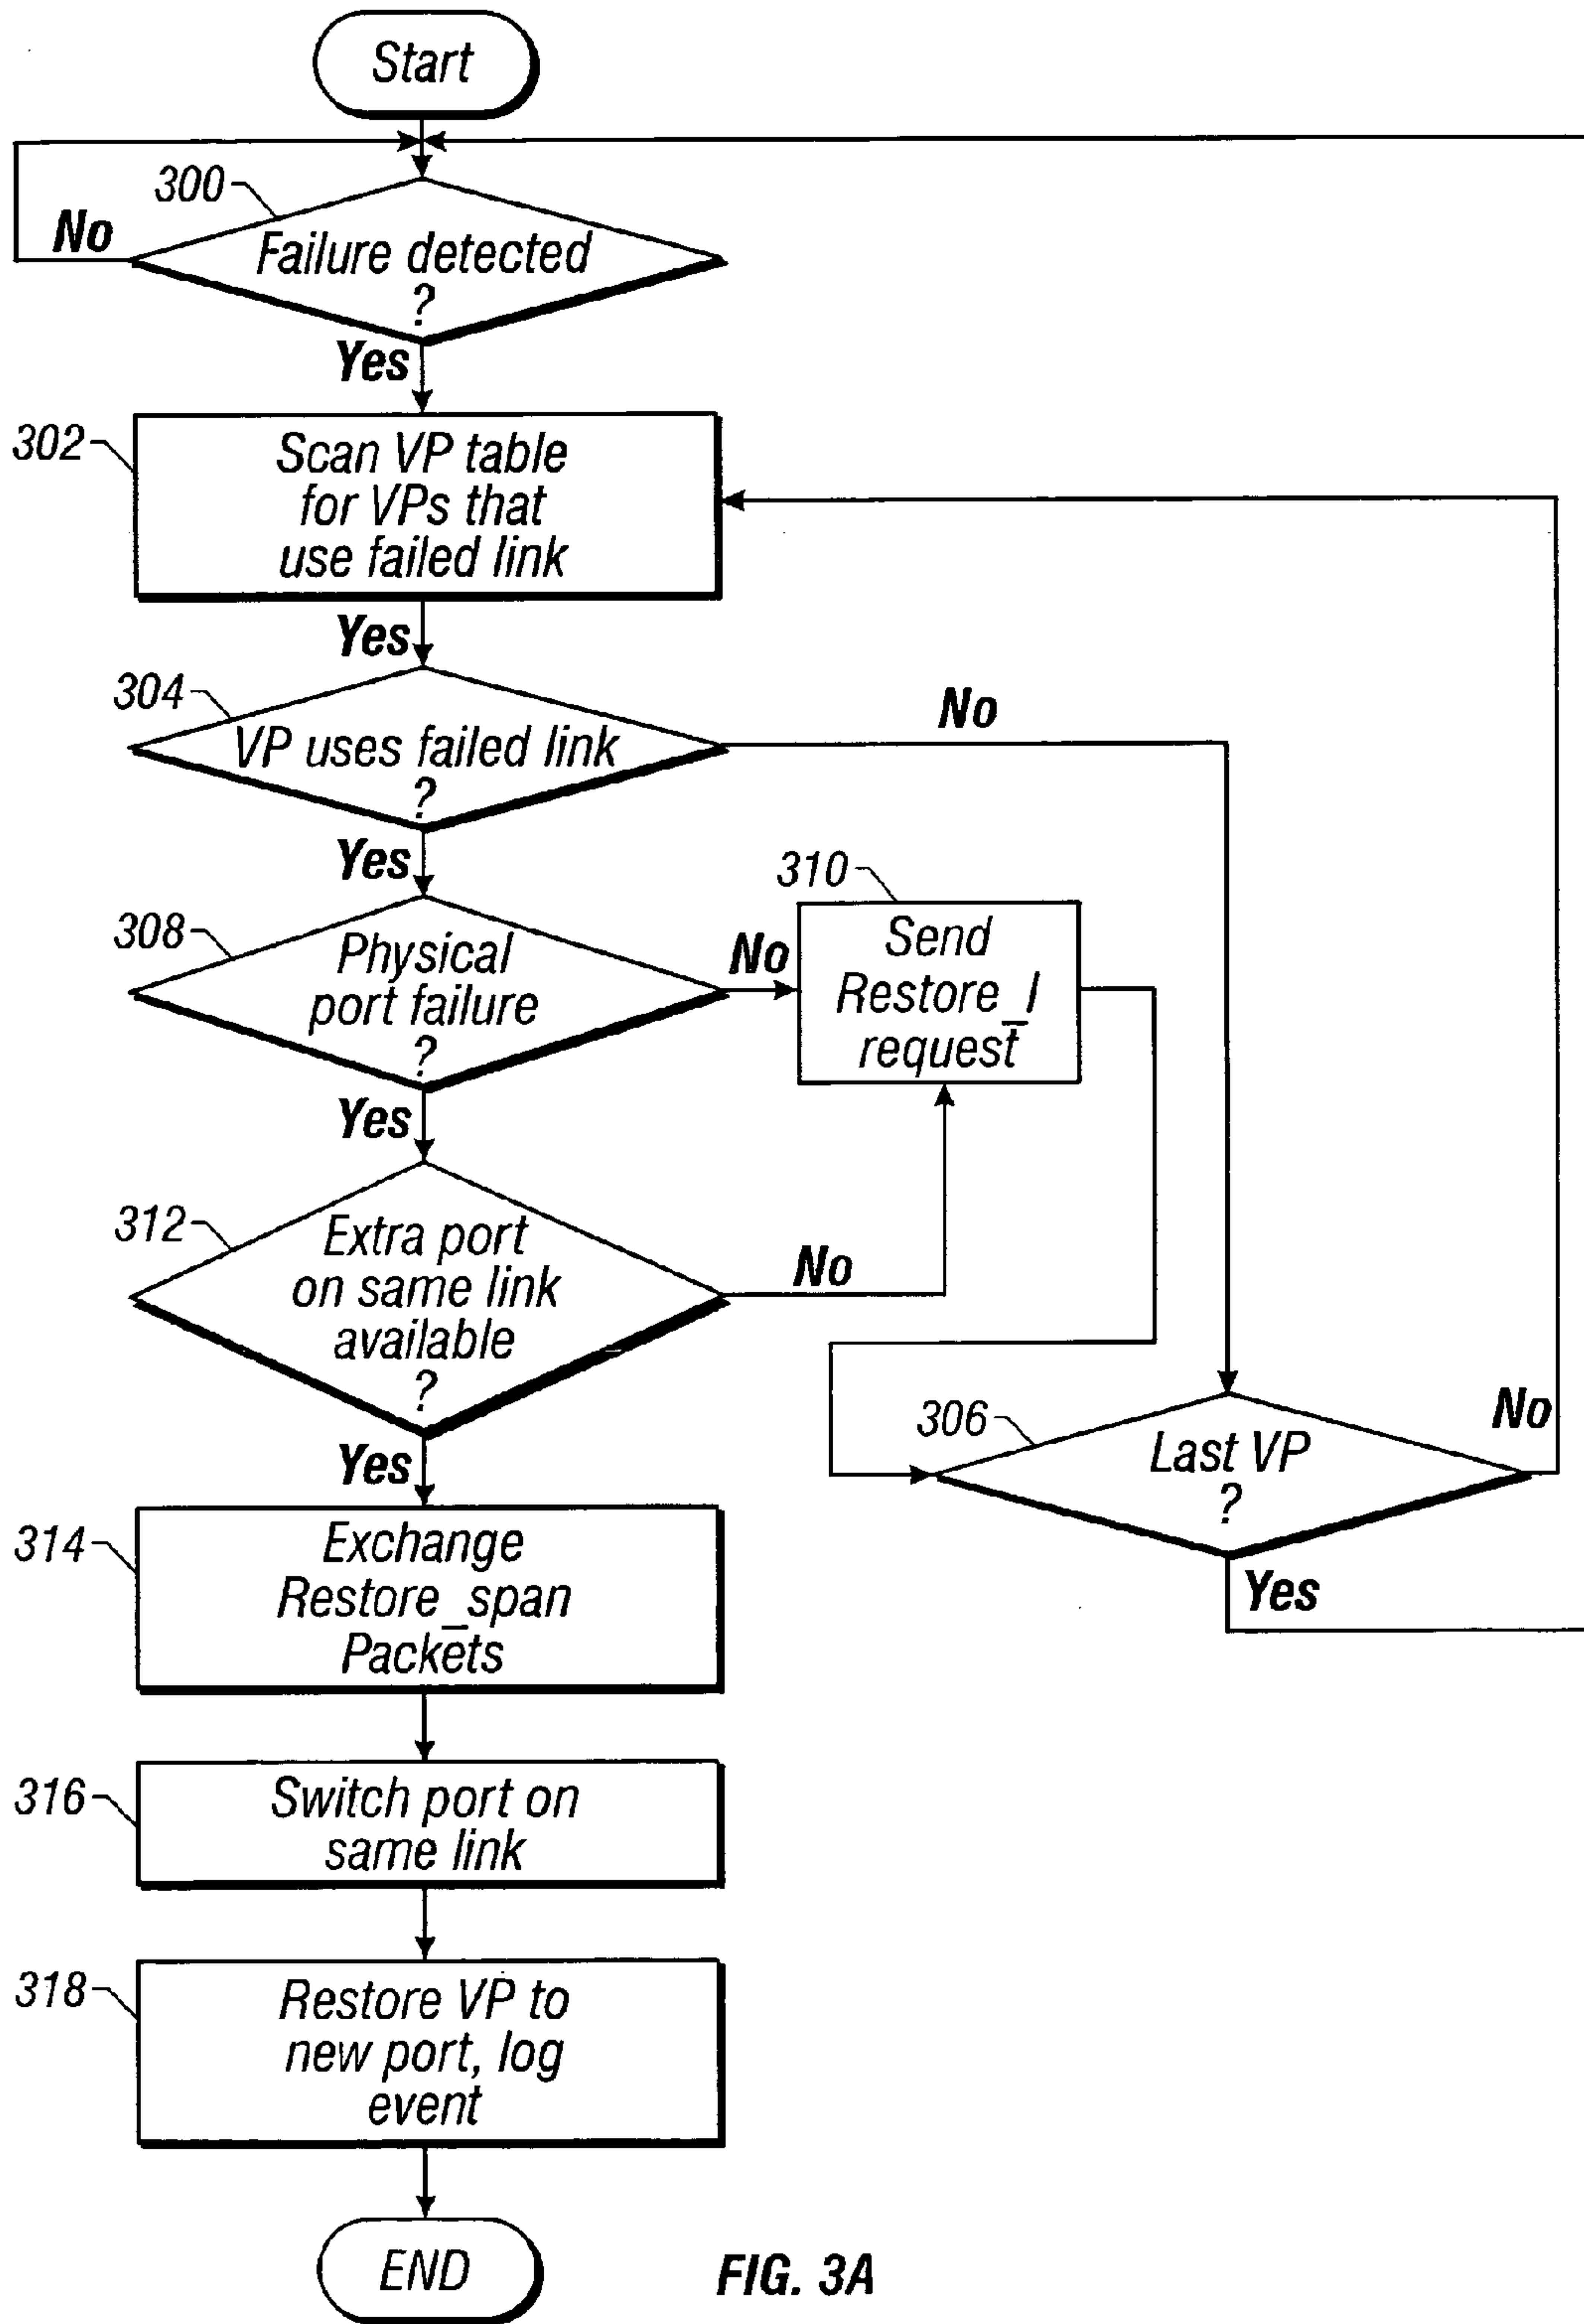 Start
300
No
Failure detected
?
Yes
302
Scan VP table
for VPs that
use failed link
Yes
304
VP uses failed link
?
No
Yes
308
Physical
port failure
?
No
310
Send
Restore_I
request
Yes
312
Extra port
on same link
available
?
No
306
Last VP
?
No
Yes
Yes
314
Exchange
Restore_span
Packets
316
Switch port on
same link
318
Restore VP to
new port, log
event
END
FIG. 3A